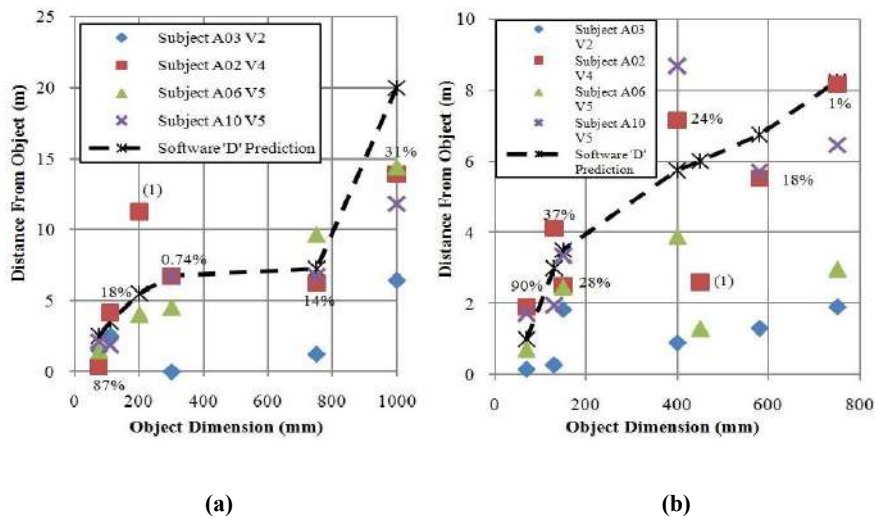 25
20
15
10
5
0
Distance From Object (m)
Subject A03 V2
Subject A02 V4
Subject A06 V5
Subject A10 V5
Software 'D' Prediction
31%
(1)
0.74%
18%
14%
87%
0 200 400 600 800 1000
Object Dimension (mm)
(a)
10
8
6
4
2
0
Distance From Object (m)
Subject A03
V2
Subject A02
V4
Subject A06
V5
Subject A10
V5
Software 'D'
Prediction
1%
24%
18%
37%
(1)
90%
28%
0 200 400 600 800
Object Dimension (mm)
(b)